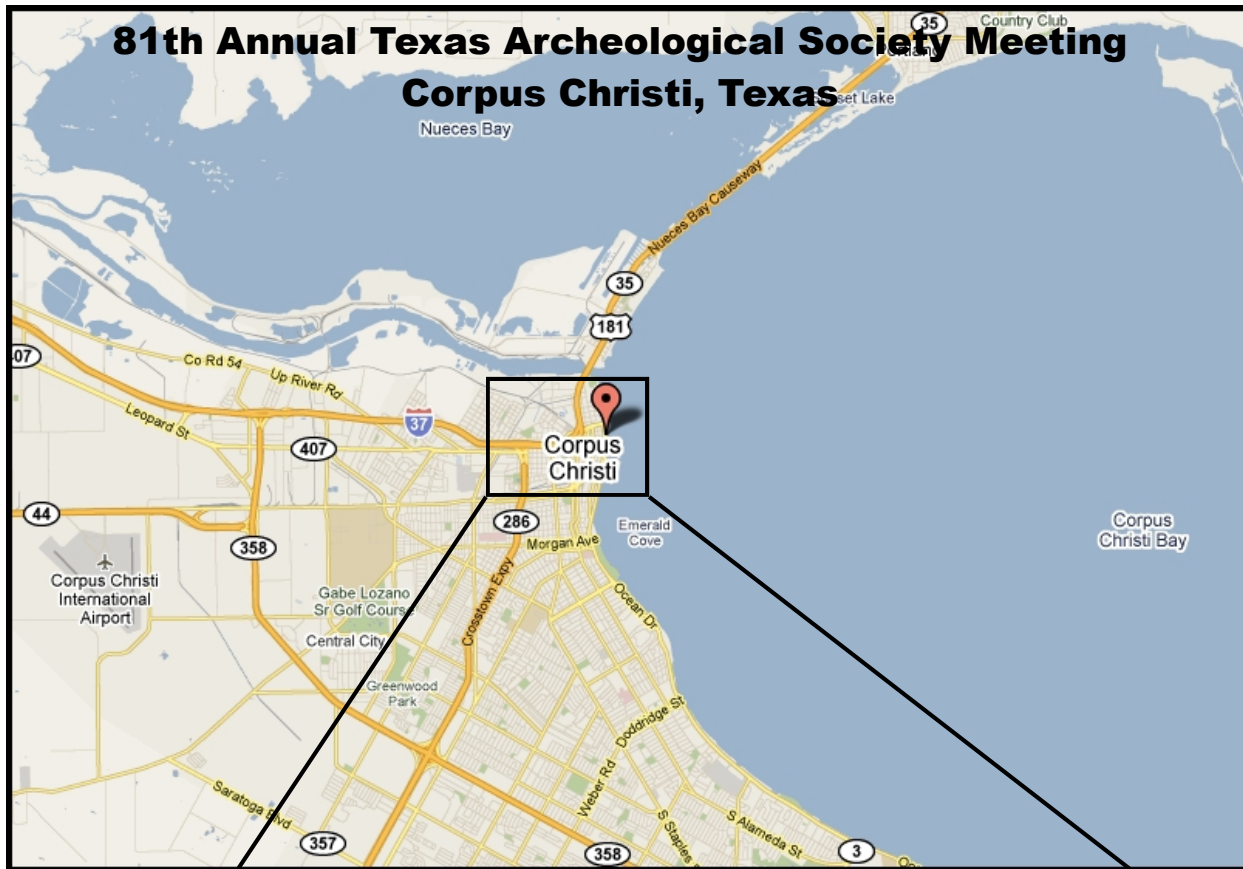 81th Annual Texas Archeological Society Meeting
Corpus Christi, Texas
35
Country Club
Portland
Sunset Lake
Nueces Bay
Nueces Bay Causeway
35
181
Co Rd 54
Up River Rd
Leopard St
37
407
Corpus
Christi
44
286
Emerald
Cove
Corpus
Christi Bay
Morgan Ave
358
Corpus Christi
International
Airport
Gabe Lozano
Sr Golf Course
Crosstown Expy
Ocean Dr
Central City
Greenwood
Park
Doddridge St
Weber Rd
Saratoga Blvd
S Staples
S Alameda St
357
358
3